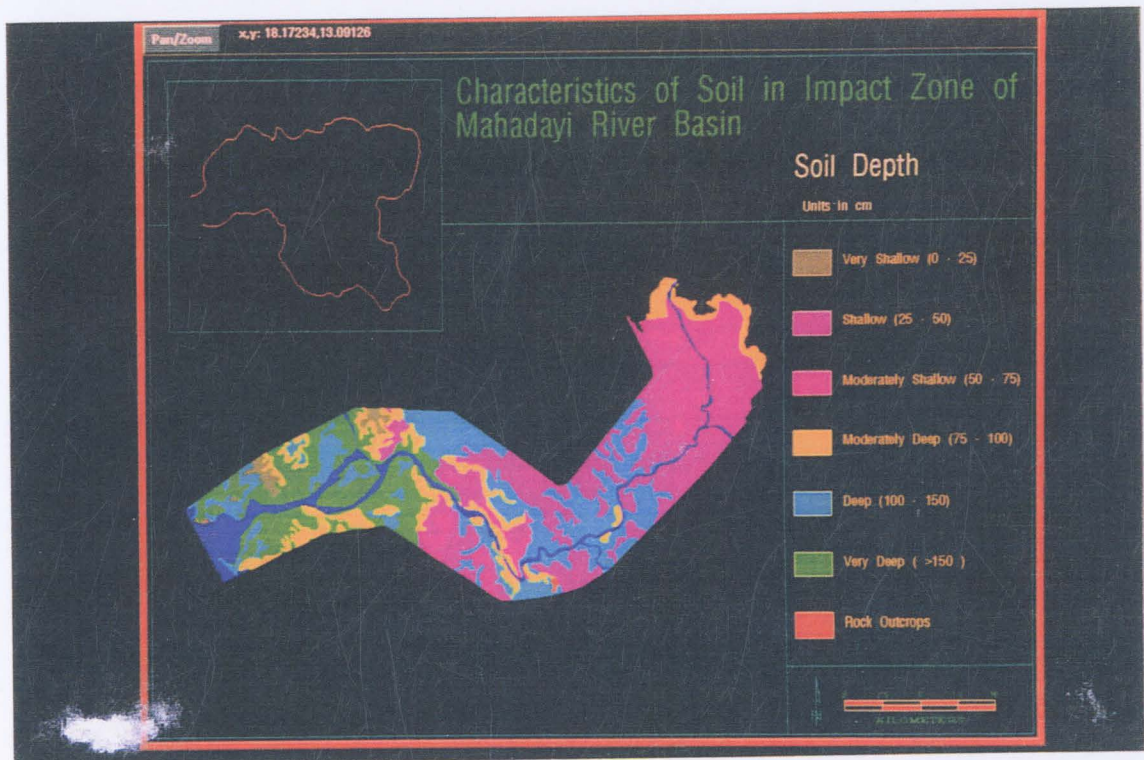 Pan/Zoom
x,y: 18.17234,13.09126
Characteristics of Soil in Impact Zone of
Mahadayi River Basin
Soil Depth
Units in cm
Very Shallow (0 - 25)
Shallow (25 - 50)
Moderately Shallow (50 - 75)
Moderately Deep (75 - 100)
Deep (100 - 150)
Very Deep ( >150 )
Rock Outcrops
KILOMETERS